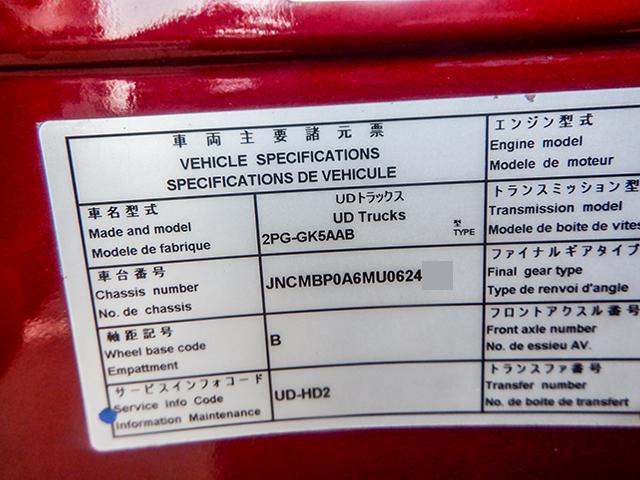 車両主要諸元票
VEHICLE SPECIFICATIONS
SPECIFICATIONS DE VEHICULE
車名型式
Made and model
Modele de fabrique
UDトラックス
UD Trucks
2PG-GK5AAB
型
TYPE
車台番号
Chassis number
No. de chassis
JNCMBP0A6MU0624
軸距記号
Wheel base code
Empattment
B
サービスインフォコード
Service Info Code
Information Maintenance
UD-HD2
エンジン型式
Engine model
Modele de moteur
トランスミッション型
Transmission model
Modele de boite de vites
ファイナルギアタイプ
Final gear type
Type de renvoi d'angle
フロントアクスル番号
Front axle number
No. de essieu AV.
トランスファ番号
Transfer number
No. de boite de transfert